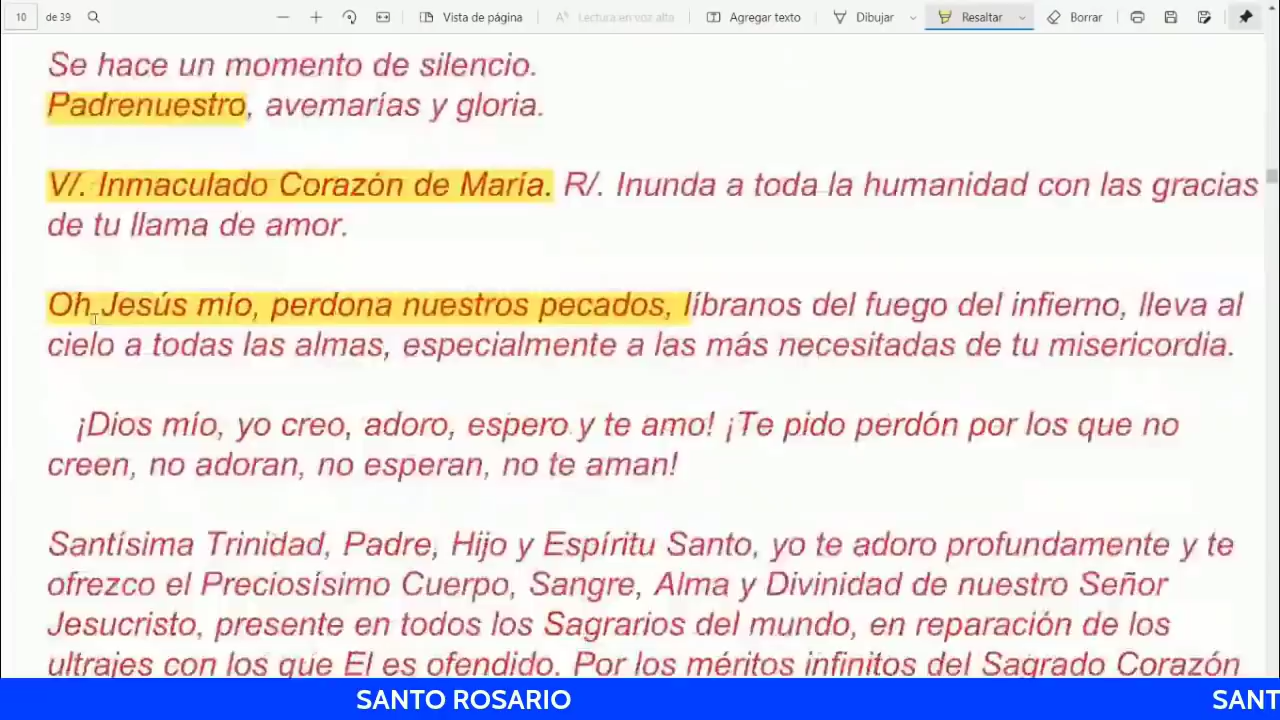 10 de 39 Vista de página Lectura en voz alta Agregar texto Dibujar Resaltar Borrar
Se hace un momento de silencio.
Padrenuestro, avemarías y gloria.
V/. Inmaculado Corazón de María. R/. Inunda a toda la humanidad con las gracias
de tu llama de amor.
Oh Jesús mío, perdona nuestros pecados, líbranos del fuego del infierno, lleva al
cielo a todas las almas, especialmente a las más necesitadas de tu misericordia.
¡Dios mío, yo creo, adoro, espero y te amo! ¡Te pido perdón por los que no
creen, no adoran, no esperan, no te aman!
Santísima Trinidad, Padre, Hijo y Espíritu Santo, yo te adoro profundamente y te
ofrezco el Preciosísimo Cuerpo, Sangre, Alma y Divinidad de nuestro Señor
Jesucristo, presente en todos los Sagrarios del mundo, en reparación de los
ultrajes con los que El es ofendido. Por los méritos infinitos del Sagrado Corazón
SANTO ROSARIO SANT